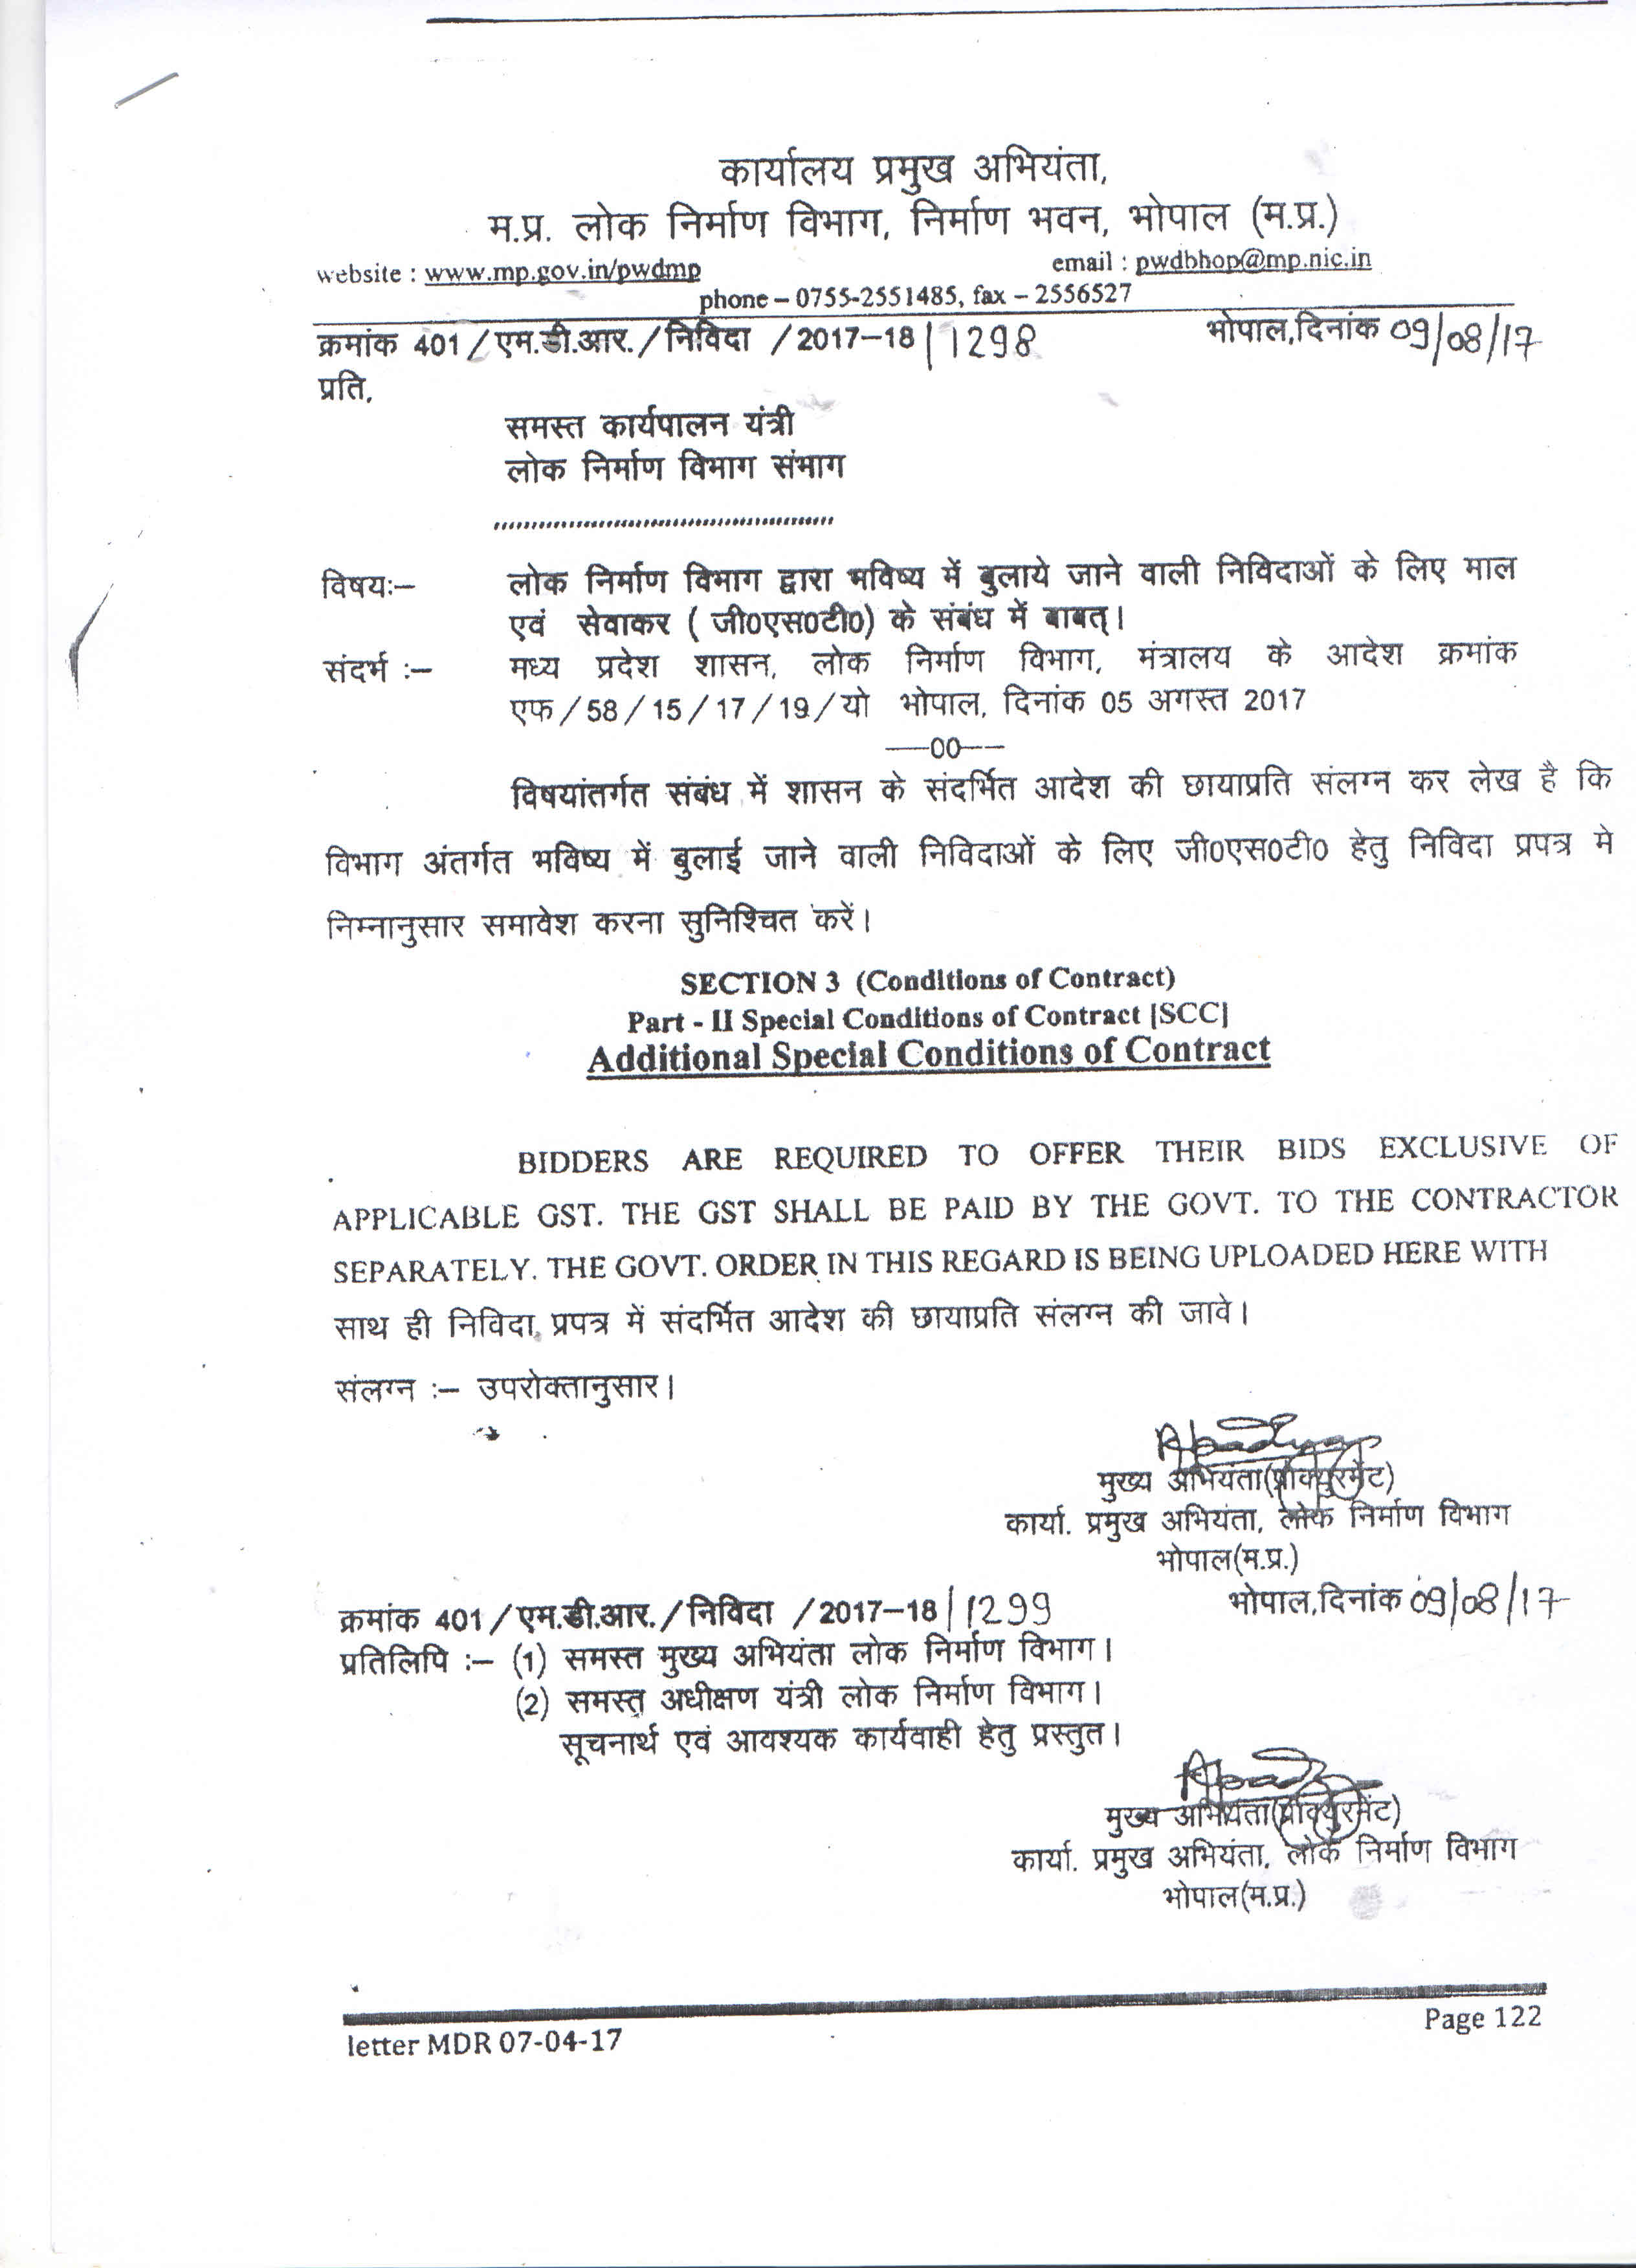 कार्यालय प्रमुख अभियंता,
म.प्र. लोक निर्माण विभाग, निर्माण भवन, भोपाल (म.प्र.)
website : www.mp.gov.in/pwdmp email : pwdbhop@mp.nic.in
phone – 0755-2551485, fax – 2556527
क्रमांक 401/एम.डी.आर./निविदा /2017–18/1298 भोपाल,दिनांक 09/08/17
प्रति,
समस्त कार्यपालन यंत्री
लोक निर्माण विभाग संभाग
.............................................
विषयः– लोक निर्माण विभाग द्वारा भविष्य में बुलाये जाने वाली निविदाओं के लिए माल
एवं सेवाकर ( जी0एस0टी0) के संबंध में बाबत्।
संदर्भ :– मध्य प्रदेश शासन, लोक निर्माण विभाग, मंत्रालय के आदेश क्रमांक
एफ/58/15/17/19/यो भोपाल, दिनांक 05 अगस्त 2017
––00––
विषयांतर्गत संबंध में शासन के संदर्भित आदेश की छायाप्रति संलग्न कर लेख है कि
विभाग अंतर्गत भविष्य में बुलाई जाने वाली निविदाओं के लिए जी0एस0टी0 हेतु निविदा प्रपत्र मे
निम्नानुसार समावेश करना सुनिश्चित करें।
SECTION 3 (Conditions of Contract)
Part - II Special Conditions of Contract [SCC]
Additional Special Conditions of Contract
BIDDERS ARE REQUIRED TO OFFER THEIR BIDS EXCLUSIVE OF
APPLICABLE GST. THE GST SHALL BE PAID BY THE GOVT. TO THE CONTRACTOR
SEPARATELY. THE GOVT. ORDER IN THIS REGARD IS BEING UPLOADED HERE WITH
साथ ही निविदा प्रपत्र में संदर्भित आदेश की छायाप्रति संलग्न की जावे।
संलग्न :– उपरोक्तानुसार।
मुख्य अभियंता(प्रोक्युरमेंट)
कार्या. प्रमुख अभियंता, लोक निर्माण विभाग
भोपाल(म.प्र.)
क्रमांक 401/एम.डी.आर./निविदा /2017–18/1299 भोपाल,दिनांक 09/08/17
प्रतिलिपि :– (1) समस्त मुख्य अभियंता लोक निर्माण विभाग।
(2) समस्त अधीक्षण यंत्री लोक निर्माण विभाग।
सूचनार्थ एवं आवश्यक कार्यवाही हेतु प्रस्तुत।
मुख्य अभियंता(प्रोक्युरमेंट)
कार्या. प्रमुख अभियंता, लोक निर्माण विभाग
भोपाल(म.प्र.)
letter MDR 07-04-17 Page 122